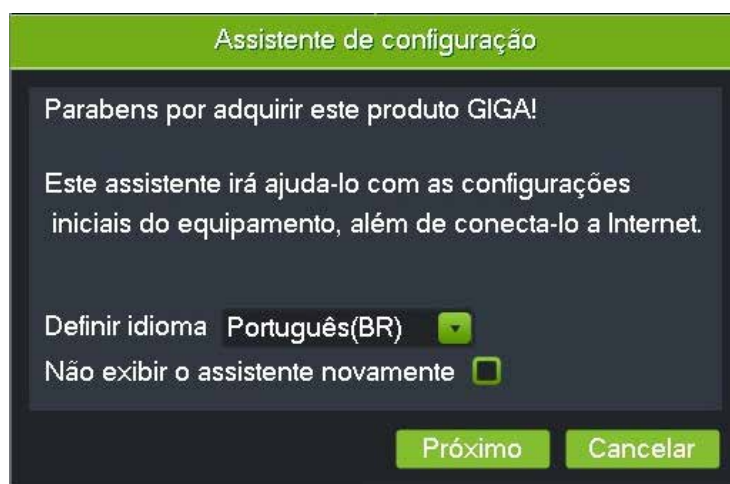 Assistente de configuração
Parabens por adquirir este produto GIGA!
Este assistente irá ajuda-lo com as configurações
iniciais do equipamento, além de conecta-lo a Internet.
Definir idioma Português(BR)
Não exibir o assistente novamente
Próximo Cancelar